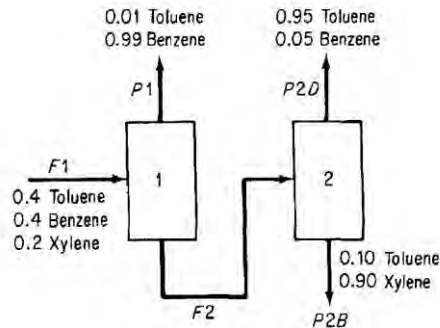 0.01 Toluene
0.99 Benzene
0.95 Toluene
0.05 Benzene
P1
P2D
F1
1
2
0.4 Toluene
0.4 Benzene
0.2 Xylene
0.10 Toluene
0.90 Xylene
F2
P2B